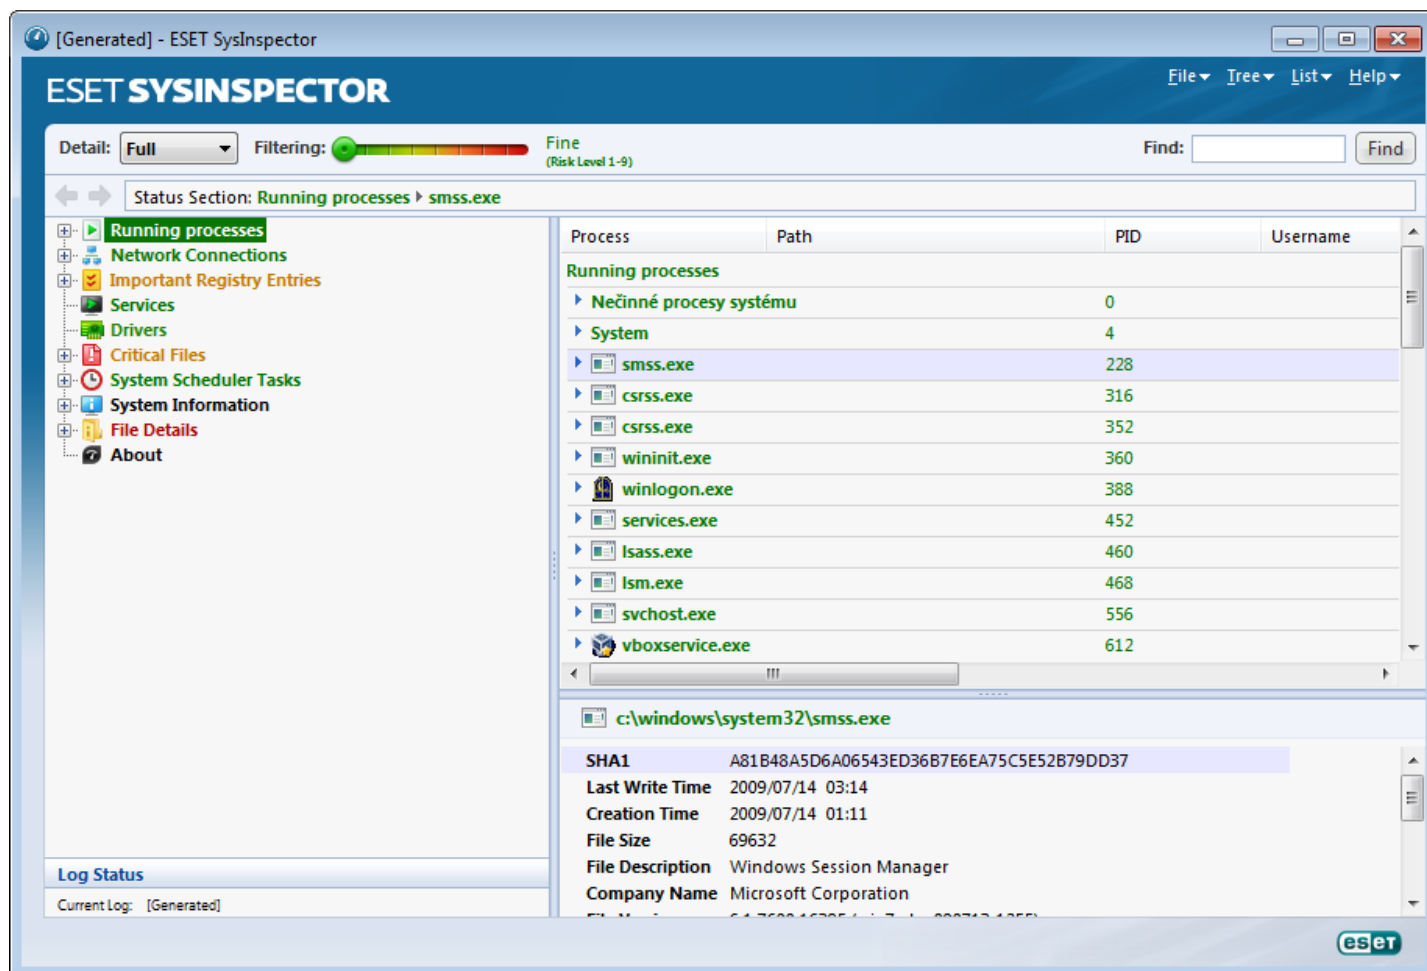 [Generated] - ESET SysInspector
ESET SYSINSPECTOR
File Tree List Help
Detail: Full Filtering: Fine Find: Find
(Risk Level 1-9)
Status Section: Running processes smss.exe
Running processes
Network Connections
Important Registry Entries
Services
Drivers
Critical Files
System Scheduler Tasks
System Information
File Details
About
Process Path PID Username
Running processes
Nečinné procesy systému 0
System 4
smss.exe 228
csrss.exe 316
csrss.exe 352
wininit.exe 360
winlogon.exe 388
services.exe 452
lsass.exe 460
lsm.exe 468
svchost.exe 556
vboxservice.exe 612
c:\windows\system32\smss.exe
SHA1 A81B48A5D6A06543ED36B7E6EA75C5E52B79DD37
Last Write Time 2009/07/14 03:14
Creation Time 2009/07/14 01:11
File Size 69632
File Description Windows Session Manager
Company Name Microsoft Corporation
Log Status
Current Log: [Generated]
eset